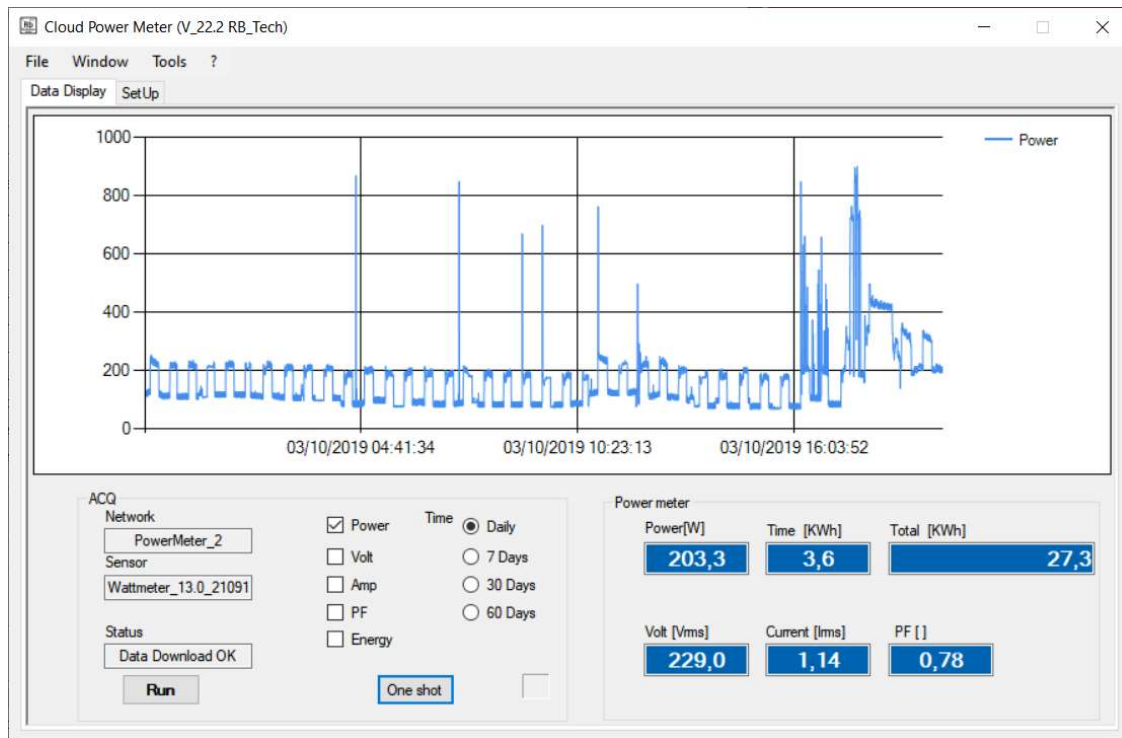 Cloud Power Meter (V_22.2 RB_Tech)
File Window Tools ?
Data Display SetUp
1000
800
600
400
200
0
Power
03/10/2019 04:41:34 03/10/2019 10:23:13 03/10/2019 16:03:52
ACQ
Network
PowerMeter_2
Sensor
Wattmeter_13.0_21091
Status
Data Download OK
Run
Power
Volt
Amp
PF
Energy
Time
Daily
7 Days
30 Days
60 Days
One shot
Power meter
Power[W] Time [KWh] Total [KWh]
203,3 3,6 27,3
Volt [Vrms] Current [Irms] PF [ ]
229,0 1,14 0,78